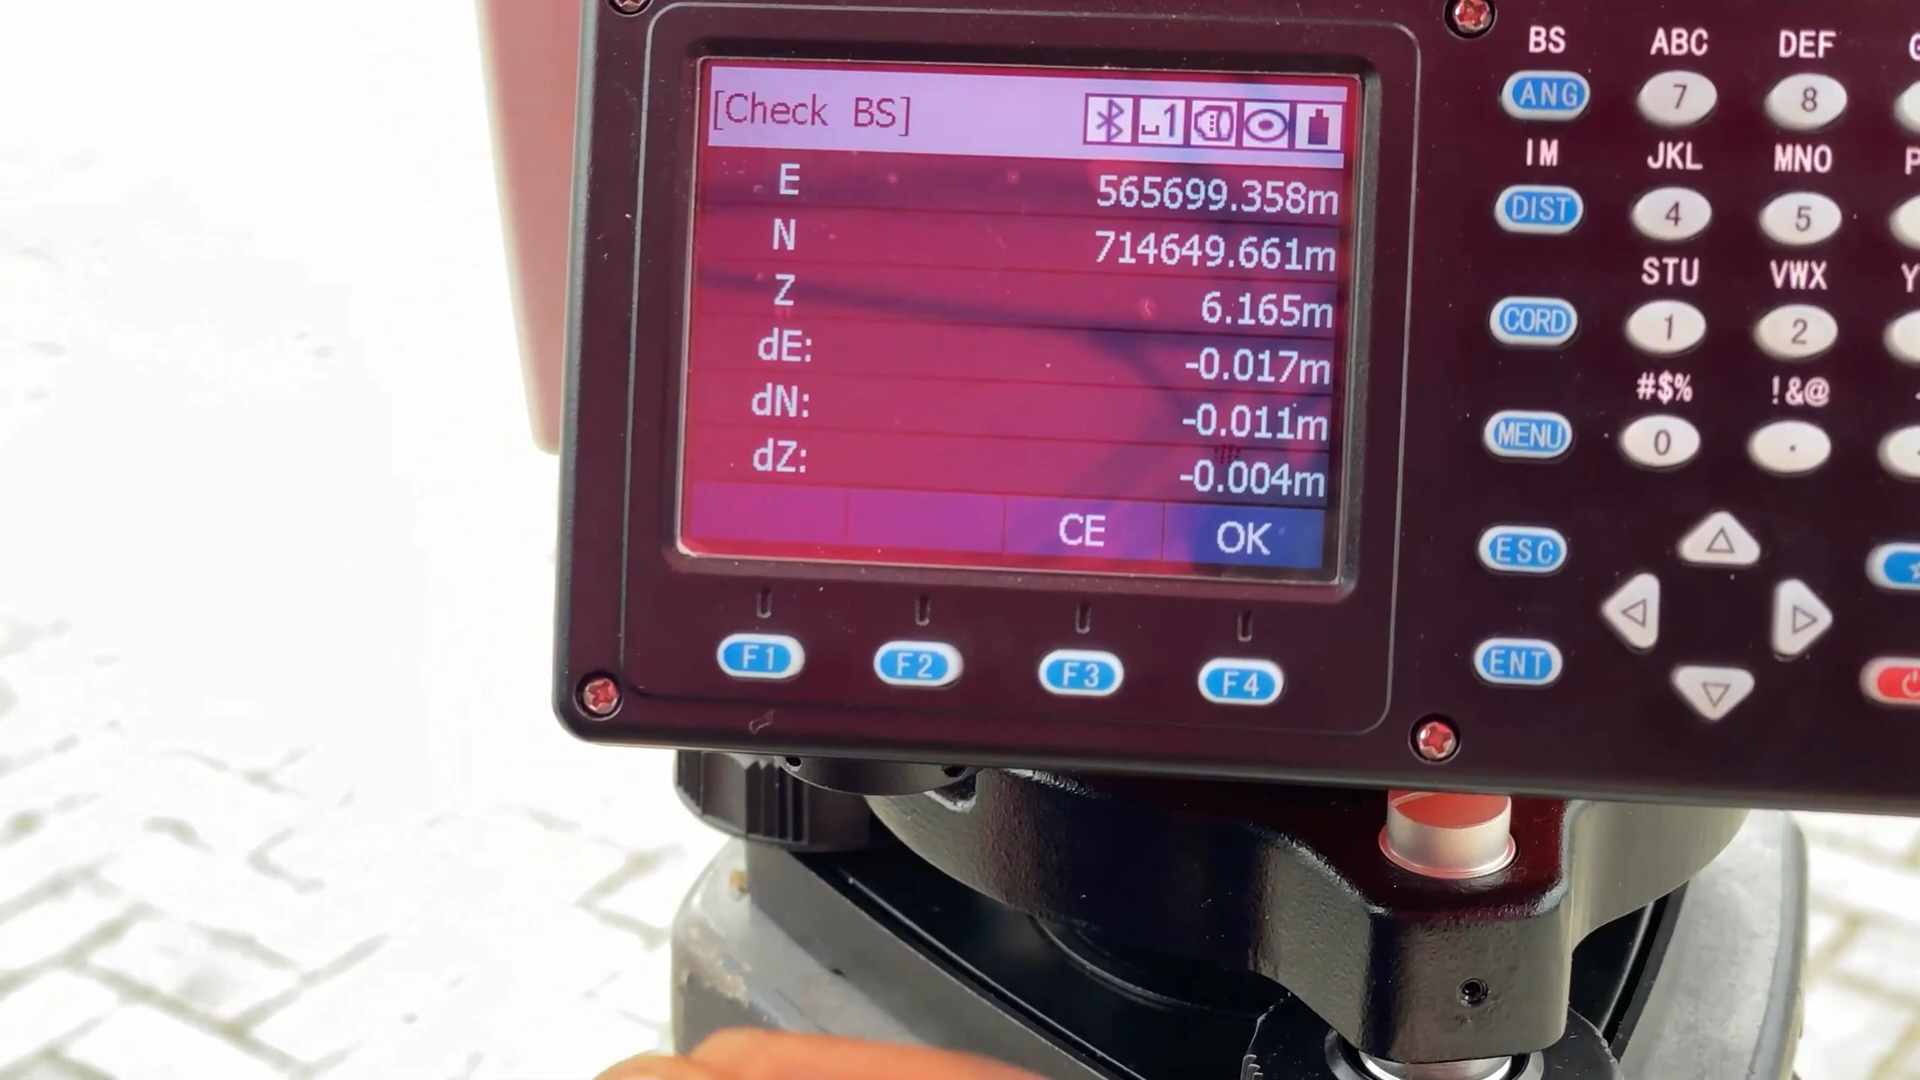 [Check BS] 1
E 565699.358m
N 714649.661m
Z 6.165m
dE: -0.017m
dN: -0.011m
dZ: -0.004m
CE OK
F1 F2 F3 F4
BS ABC DEF
ANG 7 8
IM JKL MNO
DIST 4 5
STU VWX
CORD 1 2
#$% !&@
MENU 0 .
ESC
ENT